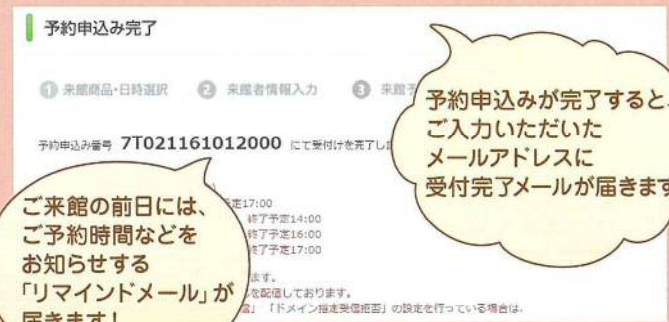 予約申込み完了
1 来館商品・日時選択 2 来館者情報入力 3 来館予
予約申込み番号 7T021161012000 にて受付けを完了し
予約申込みが完了すると、
ご入力いただいた
メールアドレスに
受付完了メールが届きます
ご来館の前日には、
ご予約時間などを
お知らせする
「リマインドメール」が
届きます！
定17:00
終了予定14:00
終了予定16:00
終了予定17:00
ます。
を配信しております。
「ドメイン指定受信拒否」の設定を行っている場合は、